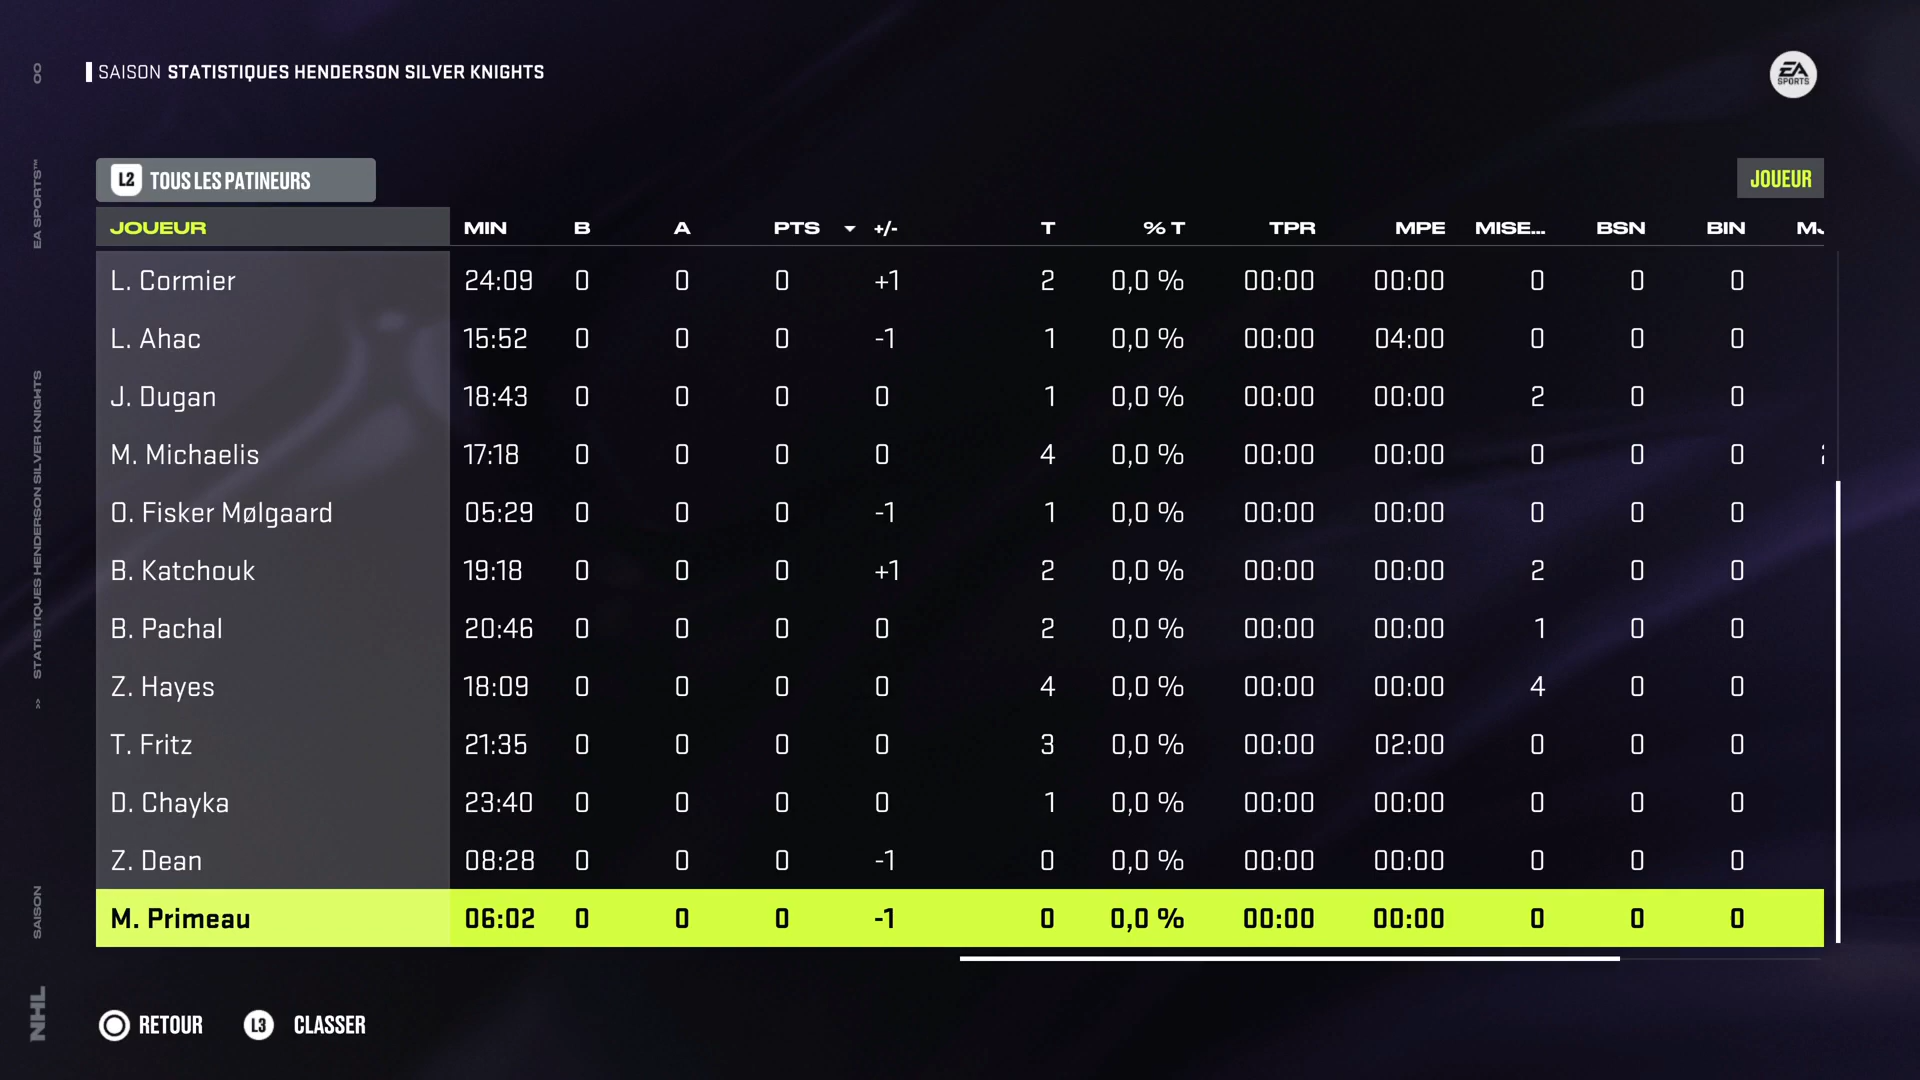 SAISON STATISTIQUES HENDERSON SILVER KNIGHTS
EA SPORTS
L2 TOUS LES PATINEURS
JOUEUR
JOUEUR MIN B A PTS +/- T % T TPR MPE MISE... BSN BIN
L. Cormier 24:09 0 0 0 +1 2 0,0 % 00:00 00:00 0 0 0
L. Ahac 15:52 0 0 0 -1 1 0,0 % 00:00 04:00 0 0 0
J. Dugan 18:43 0 0 0 0 1 0,0 % 00:00 00:00 2 0 0
M. Michaelis 17:18 0 0 0 0 4 0,0 % 00:00 00:00 0 0 0
O. Fisker Mølgaard 05:29 0 0 0 -1 1 0,0 % 00:00 00:00 0 0 0
B. Katchouk 19:18 0 0 0 +1 2 0,0 % 00:00 00:00 2 0 0
B. Pachal 20:46 0 0 0 0 2 0,0 % 00:00 00:00 1 0 0
Z. Hayes 18:09 0 0 0 0 4 0,0 % 00:00 00:00 4 0 0
T. Fritz 21:35 0 0 0 0 3 0,0 % 00:00 02:00 0 0 0
D. Chayka 23:40 0 0 0 0 1 0,0 % 00:00 00:00 0 0 0
Z. Dean 08:28 0 0 0 -1 0 0,0 % 00:00 00:00 0 0 0
M. Primeau 06:02 0 0 0 -1 0 0,0 % 00:00 00:00 0 0 0
RETOUR L3 CLASSER
NHL SAISON >> STATISTIQUES HENDERSON SILVER KNIGHTS EA SPORTS™